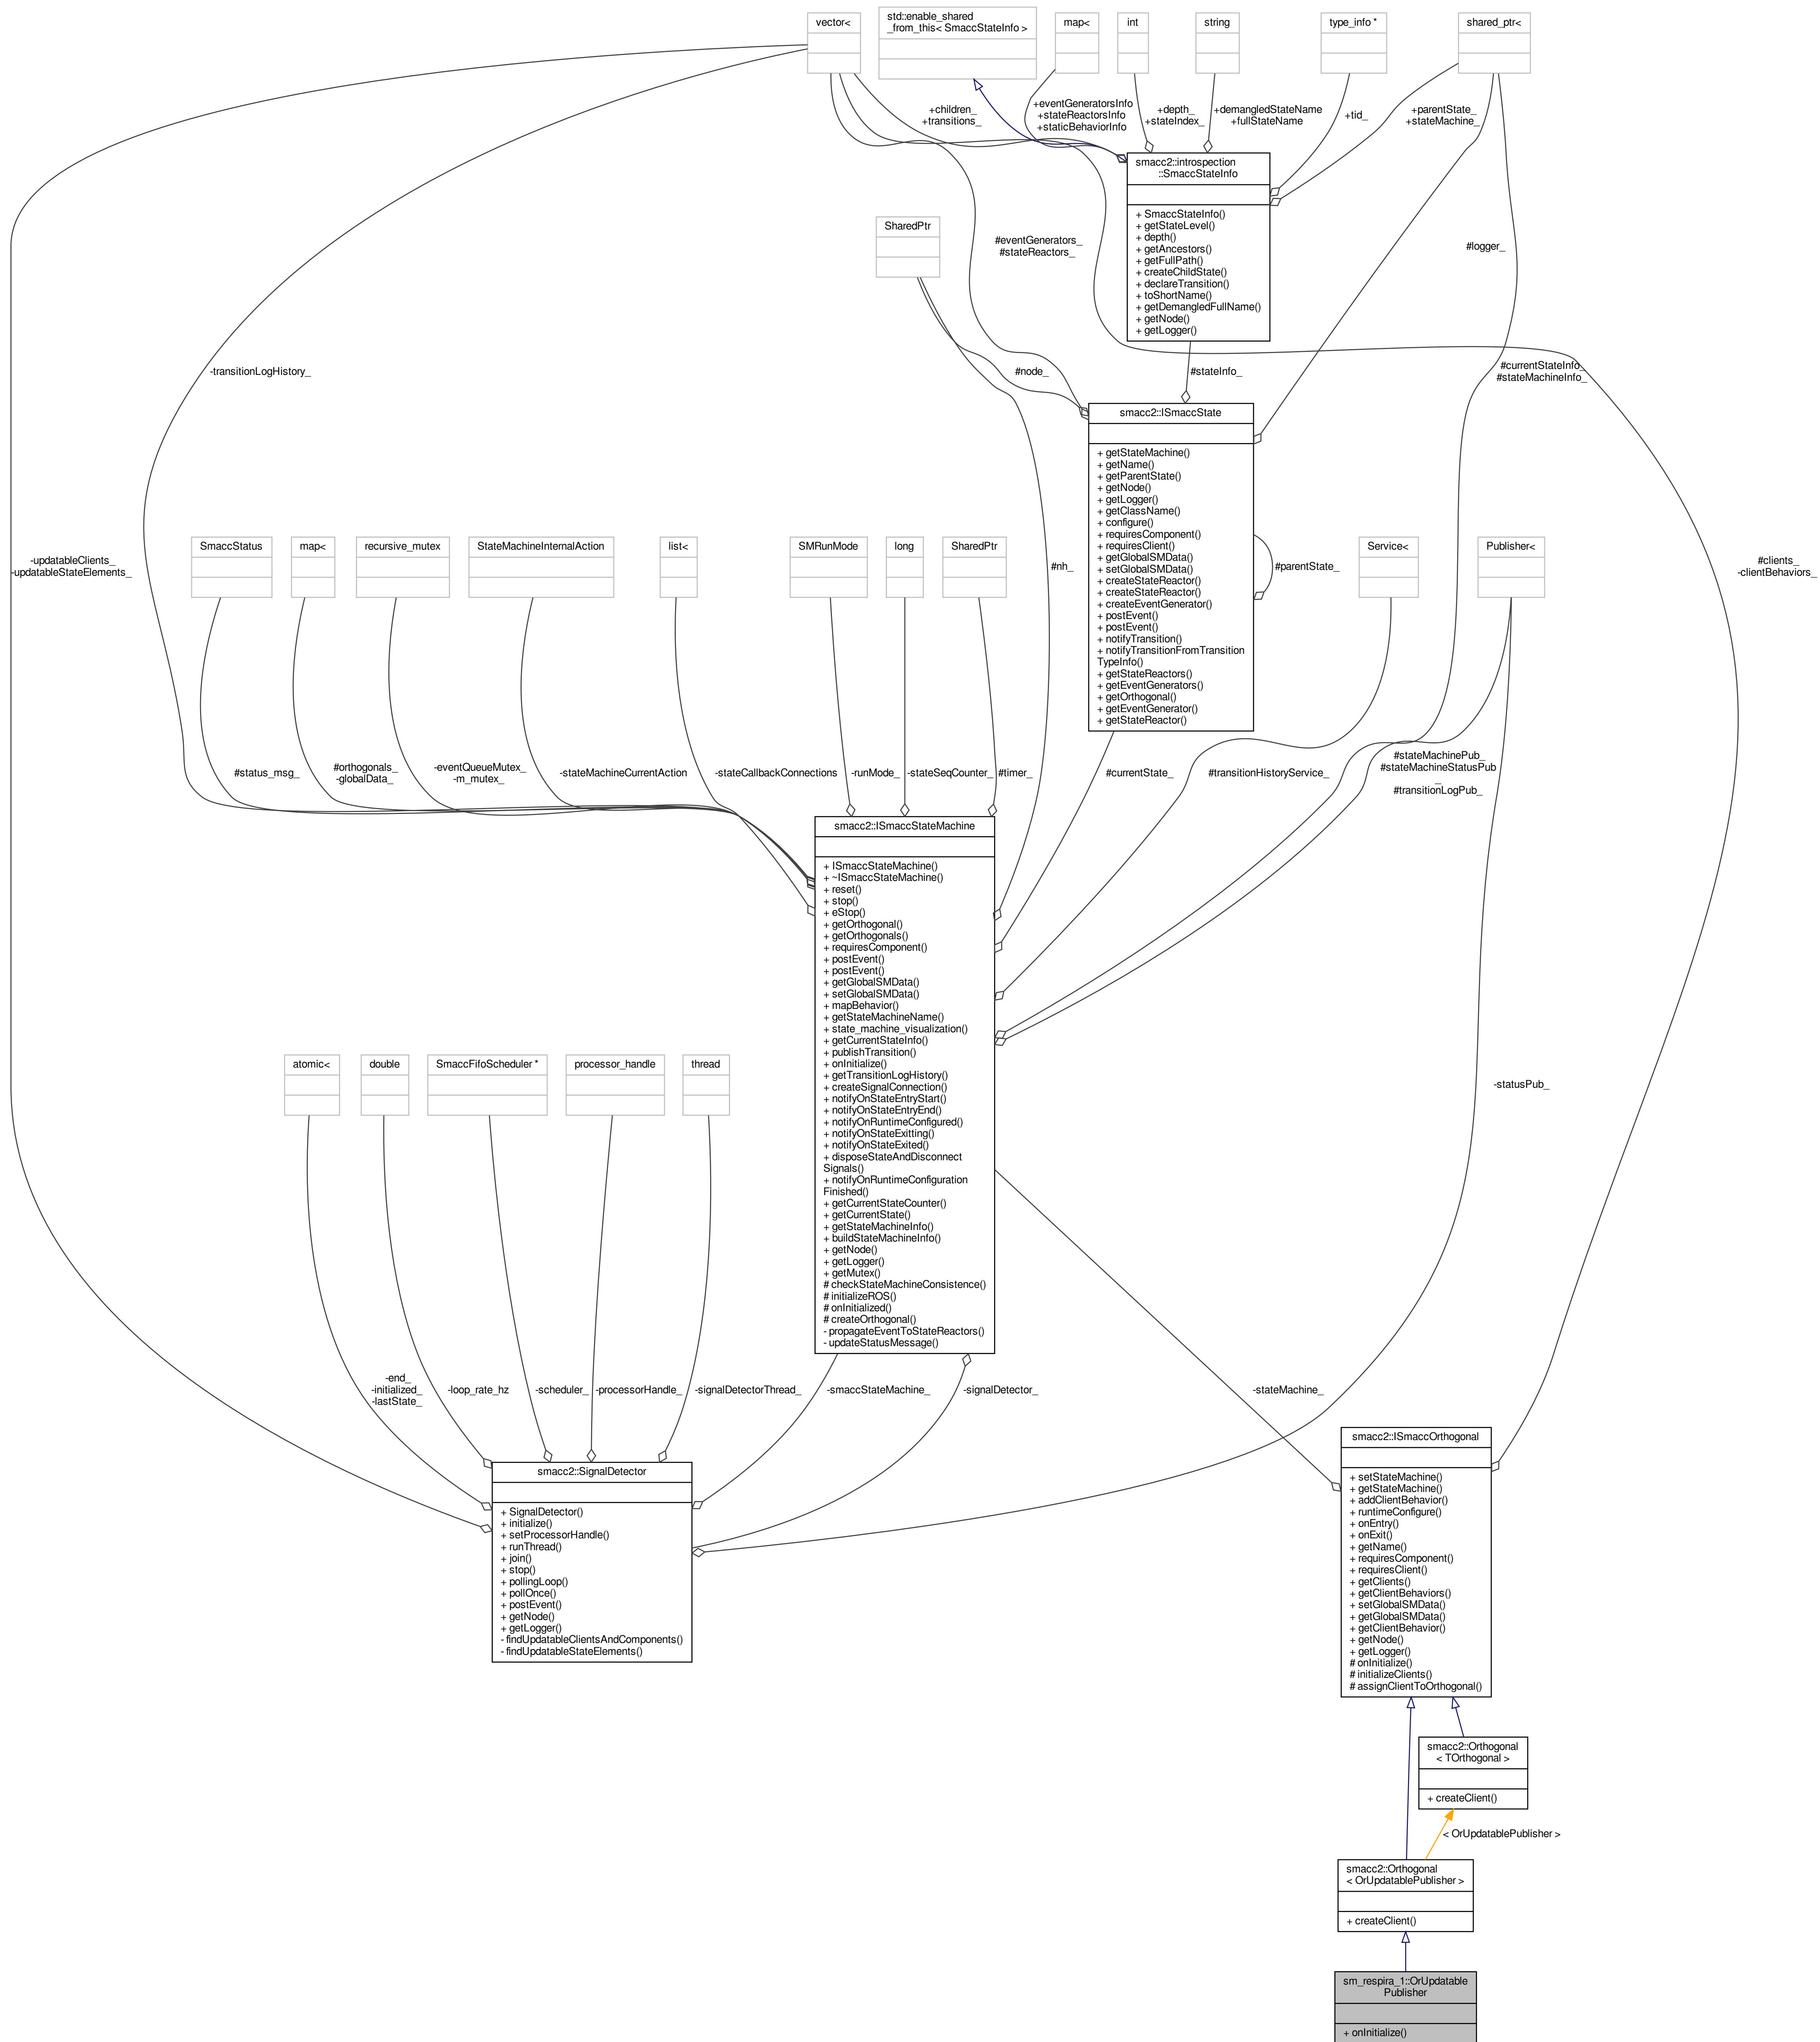 vector<
std::enable_shared
_from_this< SmaccStateInfo >
map<
int
string
type_info *
shared_ptr<
+children_
+transitions_
+eventGeneratorsInfo
+stateReactorsInfo
+staticBehaviorInfo
+depth_
+stateIndex_
+demangledStateName
+fullStateName
+tid_
+parentState_
+stateMachine_
smacc2::introspection
::SmaccStateInfo
+ SmaccStateInfo()
+ getStateLevel()
+ depth()
+ getAncestors()
+ getFullPath()
+ createChildState()
+ declareTransition()
+ toShortName()
+ getDemangledFullName()
+ getNode()
+ getLogger()
SharedPtr
#eventGenerators_
#stateReactors_
#logger_
-transitionLogHistory_
#node_
#stateInfo_
#currentStateInfo_
#stateMachineInfo_
smacc2::ISmaccState
+ getStateMachine()
+ getName()
+ getParentState()
+ getNode()
+ getLogger()
+ getClassName()
+ configure()
+ requiresComponent()
+ requiresClient()
+ getGlobalSMData()
+ setGlobalSMData()
+ createStateReactor()
+ createStateReactor()
+ createEventGenerator()
+ postEvent()
+ postEvent()
+ notifyTransition()
+ notifyTransitionFromTransition
TypeInfo()
+ getStateReactors()
+ getEventGenerators()
+ getOrthogonal()
+ getEventGenerator()
+ getStateReactor()
#parentState_
-updatableClients_
-updatableStateElements_
SmaccStatus
map<
recursive_mutex
StateMachineInternalAction
list<
SMRunMode
long
SharedPtr
#nh_
Service<
Publisher<
#clients_
-clientBehaviors_
#status_msg_
#orthogonals_
-globalData_
-eventQueueMutex_
-m_mutex_
-stateMachineCurrentAction
-stateCallbackConnections
-runMode_
-stateSeqCounter_
#timer_
#currentState_
#transitionHistoryService_
#stateMachinePub_
#stateMachineStatusPub
_
#transitionLogPub_
smacc2::ISmaccStateMachine
+ ISmaccStateMachine()
+ ~ISmaccStateMachine()
+ reset()
+ stop()
+ eStop()
+ getOrthogonal()
+ getOrthogonals()
+ requiresComponent()
+ postEvent()
+ postEvent()
+ getGlobalSMData()
+ setGlobalSMData()
+ mapBehavior()
+ getStateMachineName()
+ state_machine_visualization()
+ getCurrentStateInfo()
+ publishTransition()
+ onInitialize()
+ getTransitionLogHistory()
+ createSignalConnection()
+ notifyOnStateEntryStart()
+ notifyOnStateEntryEnd()
+ notifyOnRuntimeConfigured()
+ notifyOnStateExitting()
+ notifyOnStateExited()
+ disposeStateAndDisconnect
Signals()
+ notifyOnRuntimeConfiguration
Finished()
+ getCurrentStateCounter()
+ getCurrentState()
+ getStateMachineInfo()
+ buildStateMachineInfo()
+ getNode()
+ getLogger()
+ getMutex()
# checkStateMachineConsistence()
# initializeROS()
# onInitialized()
# createOrthogonal()
- propagateEventToStateReactors()
- updateStatusMessage()
atomic<
double
SmaccFifoScheduler *
processor_handle
thread
-statusPub_
-end_
-initialized_
-lastState_
-loop_rate_hz
-scheduler_
-processorHandle_
-signalDetectorThread_
-smaccStateMachine_
-signalDetector_
-stateMachine_
smacc2::SignalDetector
+ SignalDetector()
+ initialize()
+ setProcessorHandle()
+ runThread()
+ join()
+ stop()
+ pollingLoop()
+ pollOnce()
+ postEvent()
+ getNode()
+ getLogger()
- findUpdatableClientsAndComponents()
- findUpdatableStateElements()
smacc2::ISmaccOrthogonal
+ setStateMachine()
+ getStateMachine()
+ addClientBehavior()
+ runtimeConfigure()
+ onEntry()
+ onExit()
+ getName()
+ requiresComponent()
+ requiresClient()
+ getClients()
+ getClientBehaviors()
+ setGlobalSMData()
+ getGlobalSMData()
+ getClientBehavior()
+ getNode()
+ getLogger()
# onInitialize()
# initializeClients()
# assignClientToOrthogonal()
smacc2::Orthogonal
< TOrthogonal >
+ createClient()
< OrUpdatablePublisher >
smacc2::Orthogonal
< OrUpdatablePublisher >
+ createClient()
sm_respira_1::OrUpdatable
Publisher
+ onInitialize()